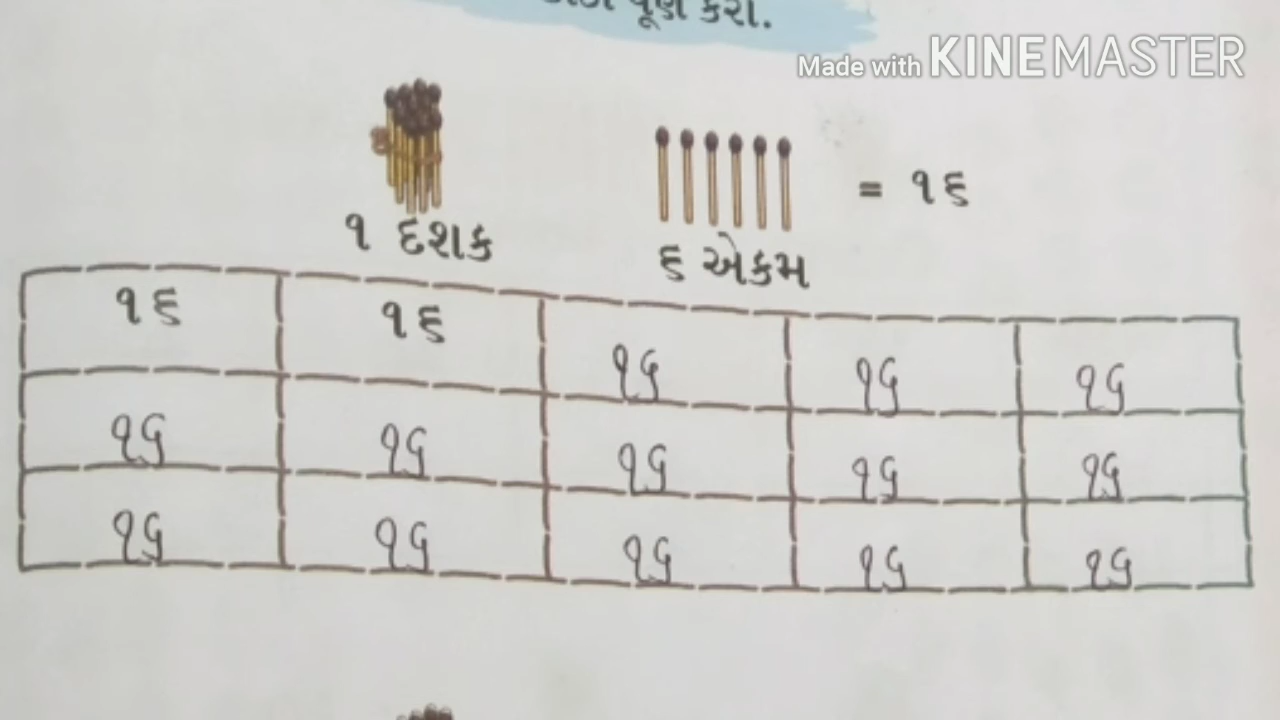 પૂર્ણ કરો.
Made with KINEMASTER
= ૧૬
૧ દશક ૬ એકમ
૧૬ ૧૬ ૧૬ ૧૬ ૧૬
૧૬ ૧૬ ૧૬ ૧૬ ૧૬
૧૬ ૧૬ ૧૬ ૧૬ ૧૬